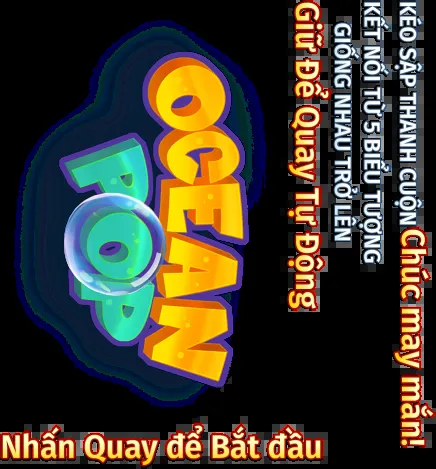 OCEAN
POP
KÉO SẬP THANH CUỘN
KẾT NỐI TỪ 5 BIỂU TƯỢNG
GIỐNG NHAU TRỞ LÊN
Giữ Để Quay Tự Động
Chúc may mắn!
Nhấn Quay để Bắt đầu